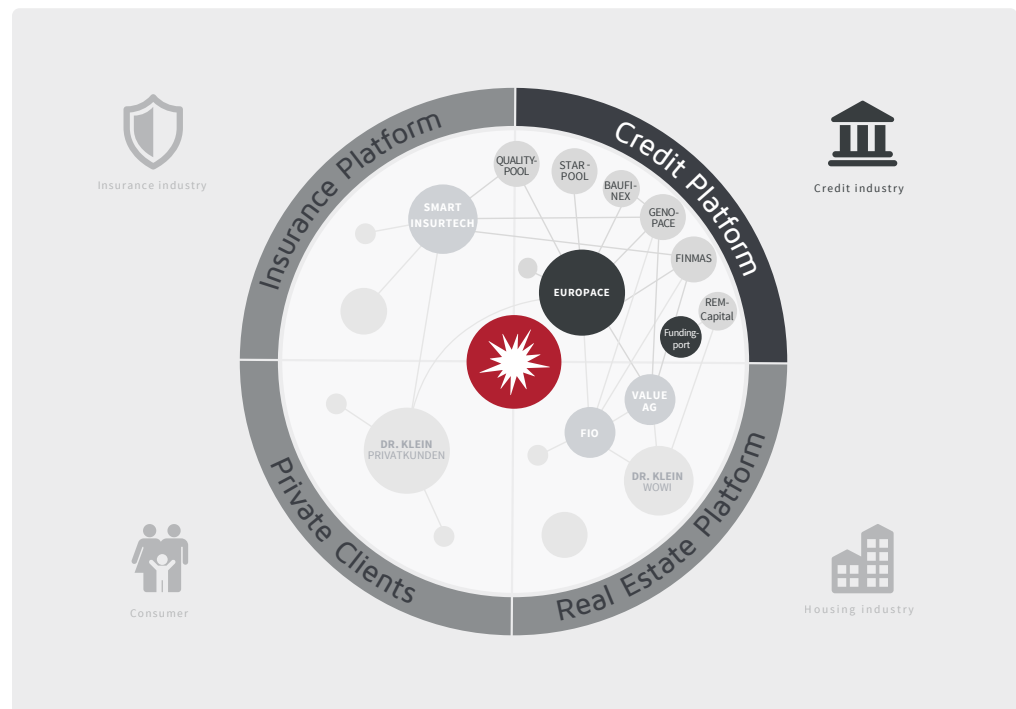 Insurance Platform
Credit Platform
Insurance industry
Credit industry
QUALITY-
POOL
STAR -
POOL
BAUFI-
NEX
GENO-
PACE
SMART
INSURTECH
FINMAS
EUROPACE
REM-
Capital
Funding-
port
VALUE
AG
FIO
DR. KLEIN
PRIVATKUNDEN
DR. KLEIN
WOWI
Private Clients
Real Estate Platform
Consumer
Housing industry